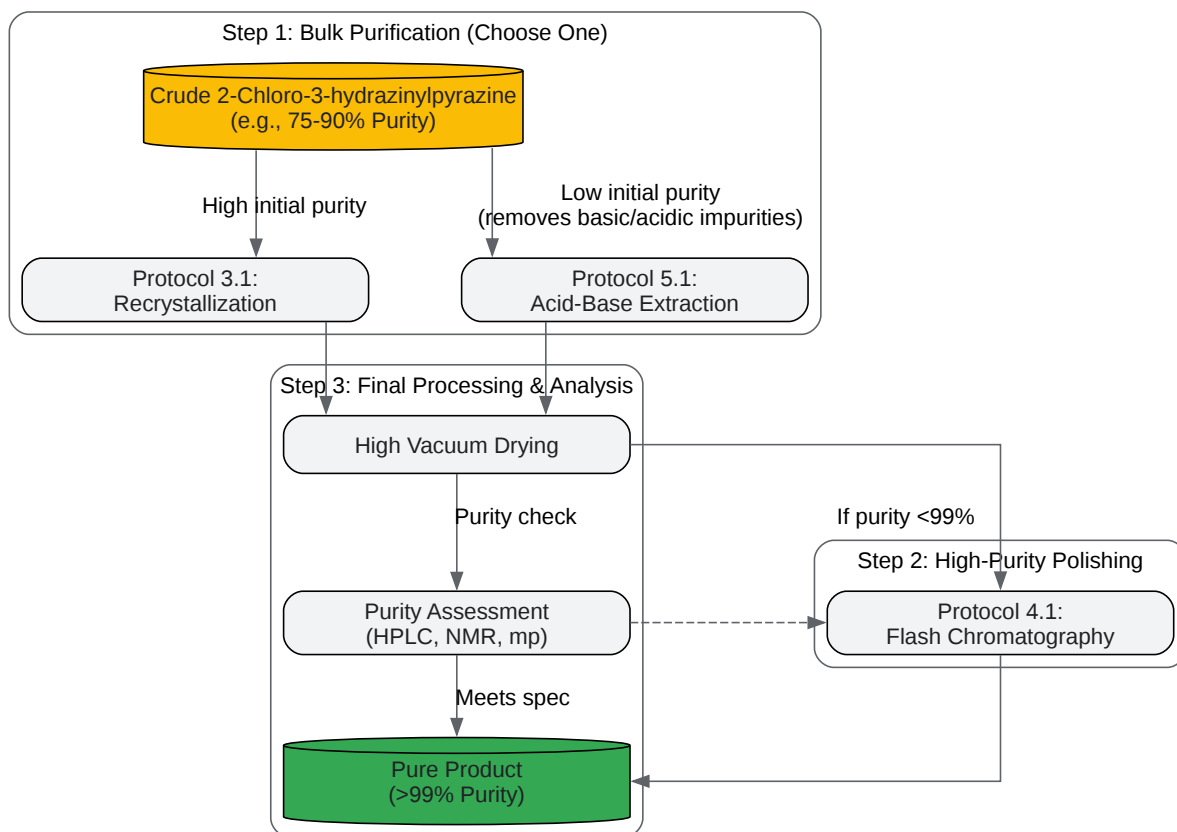 Step 1: Bulk Purification (Choose One)
Crude 2-Chloro-3-hydrazinylpyrazine
(e.g., 75-90% Purity)
High initial purity
Low initial purity
(removes basic/acidic impurities)
Protocol 3.1:
Recrystallization
Protocol 5.1:
Acid-Base Extraction
Step 3: Final Processing & Analysis
High Vacuum Drying
Purity check
If purity <99%
Step 2: High-Purity Polishing
Purity Assessment
(HPLC, NMR, mp)
Protocol 4.1:
Flash Chromatography
Meets spec
Pure Product
(>99% Purity)